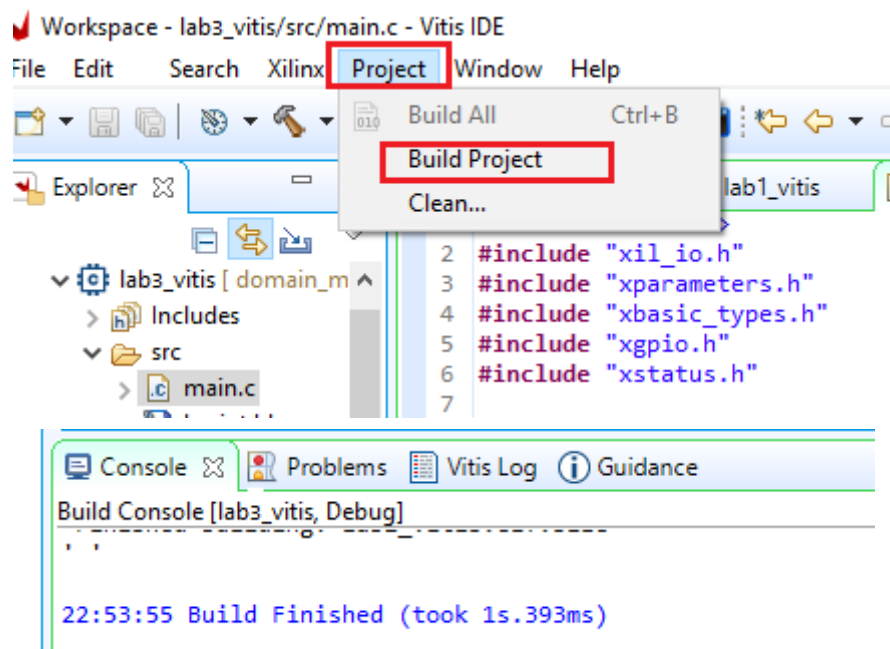 Workspace - lab3_vitis/src/main.c - Vitis IDE
File Edit Search Xilinx Project Window Help
010
Build All Ctrl+B
Build Project
Clean...
Explorer
lab1_vitis
2 #include "xil_io.h"
3 #include "xparameters.h"
4 #include "xbasic_types.h"
5 #include "xgpio.h"
6 #include "xstatus.h"
7
lab3_vitis [ domain_m
Includes
src
main.c
Console Problems Vitis Log Guidance
Build Console [lab3_vitis, Debug]
22:53:55 Build Finished (took 1s.393ms)